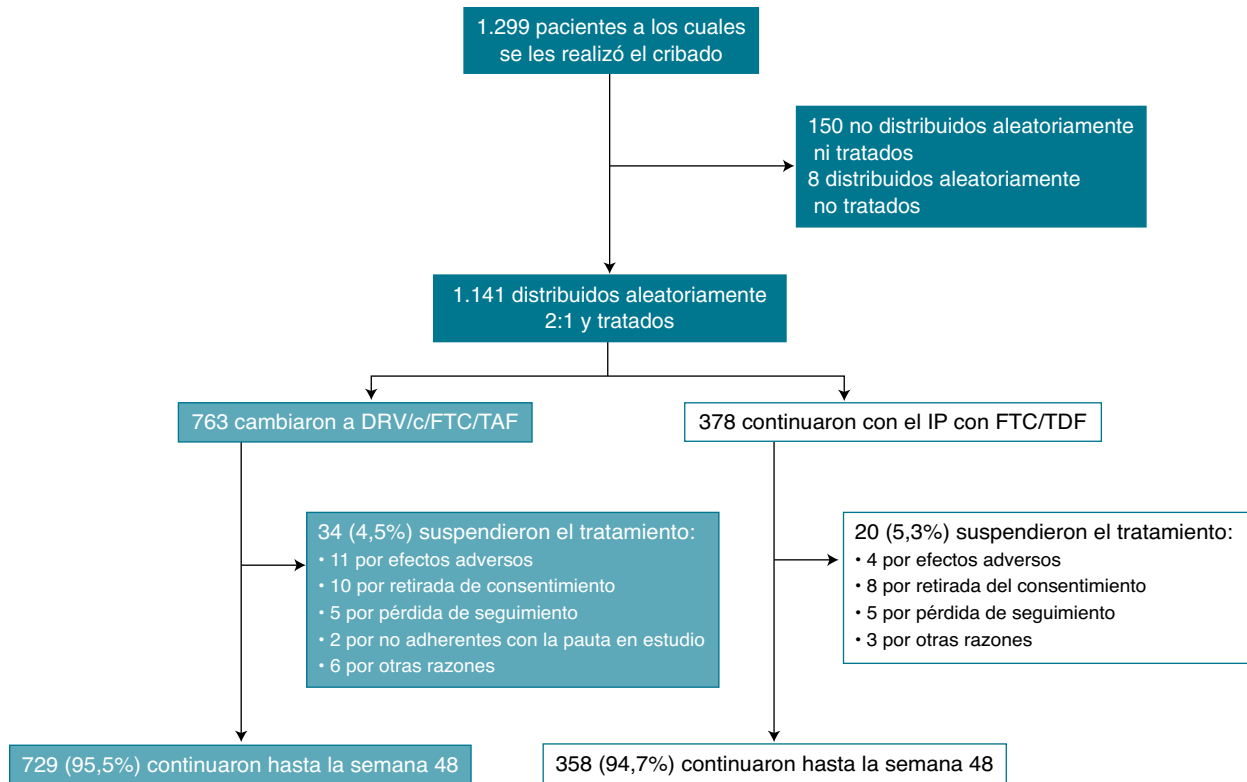 1.299 pacientes a los cuales
se les realizó el cribado
150 no distribuidos aleatoriamente
ni tratados
8 distribuidos aleatoriamente
no tratados
1.141 distribuidos aleatoriamente
2:1 y tratados
763 cambiaron a DRV/c/FTC/TAF
378 continuaron con el IP con FTC/TDF
34 (4,5%) suspendieron el tratamiento:
• 11 por efectos adversos
• 10 por retirada de consentimiento
• 5 por pérdida de seguimiento
• 2 por no adherentes con la pauta en estudio
• 6 por otras razones
20 (5,3%) suspendieron el tratamiento:
• 4 por efectos adversos
• 8 por retirada del consentimiento
• 5 por pérdida de seguimiento
• 3 por otras razones
729 (95,5%) continuaron hasta la semana 48
358 (94,7%) continuaron hasta la semana 48